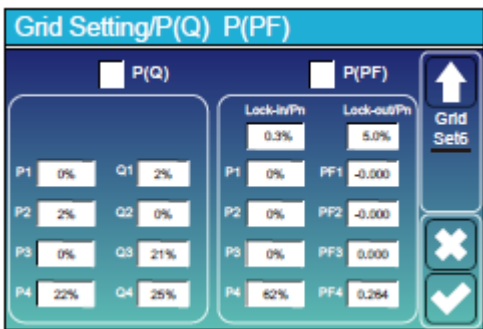 Grid Setting/P(Q) P(PF)
P(Q)
P(PF)
Lock-in/Pn Lock-out/Pn
0.3% 5.0%
Grid
Set6
P1 0% Q1 2% P1 0% PF1 -0.000
P2 2% Q2 0% P2 0% PF2 -0.000
P3 0% Q3 21% P3 0% PF3 0.000
P4 22% Q4 25% P4 62% PF4 0.264